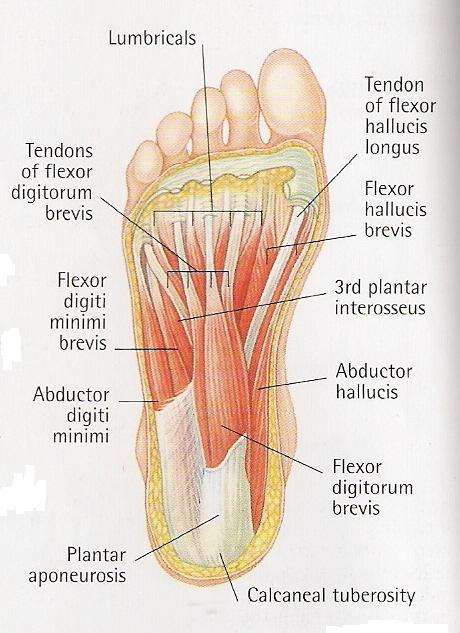 Lumbricals
Tendon
of flexor
hallucis
longus
Tendons
of flexor
digitorum
brevis
Flexor
hallucis
brevis
Flexor
digiti
minimi
brevis
3rd plantar
interosseus
Abductor
hallucis
Abductor
digiti
minimi
Flexor
digitorum
brevis
Plantar
aponeurosis
Calcaneal tuberosity